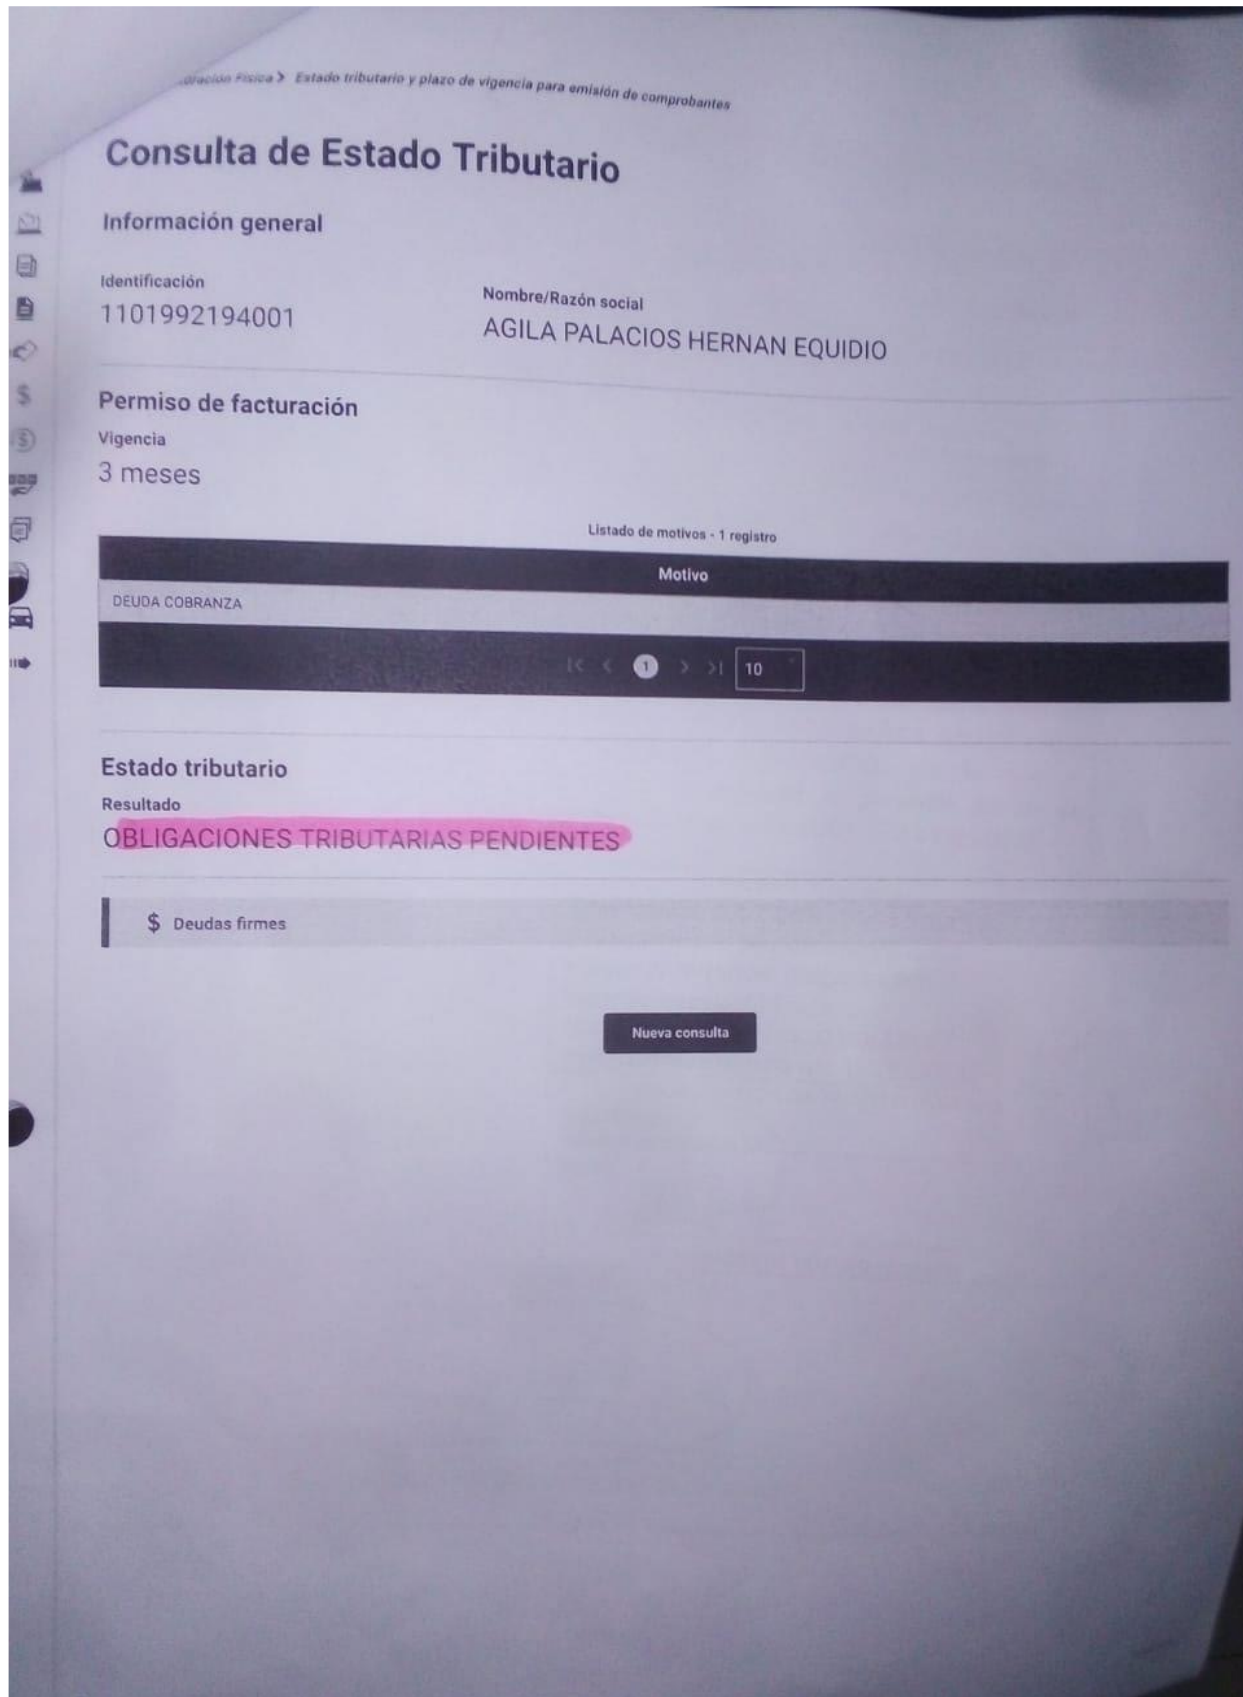 Física > Estado tributario y plazo de vigencia para emisión de comprobantes
Consulta de Estado Tributario
Información general
Identificación
1101992194001
Nombre/Razón social
AGILA PALACIOS HERNAN EQUIDIO
Permiso de facturación
Vigencia
3 meses
Listado de motivos - 1 registro
Motivo
DEUDA COBRANZA
|< < 1 > >| 10
Estado tributario
Resultado
OBLIGACIONES TRIBUTARIAS PENDIENTES
$ Deudas firmes
Nueva consulta